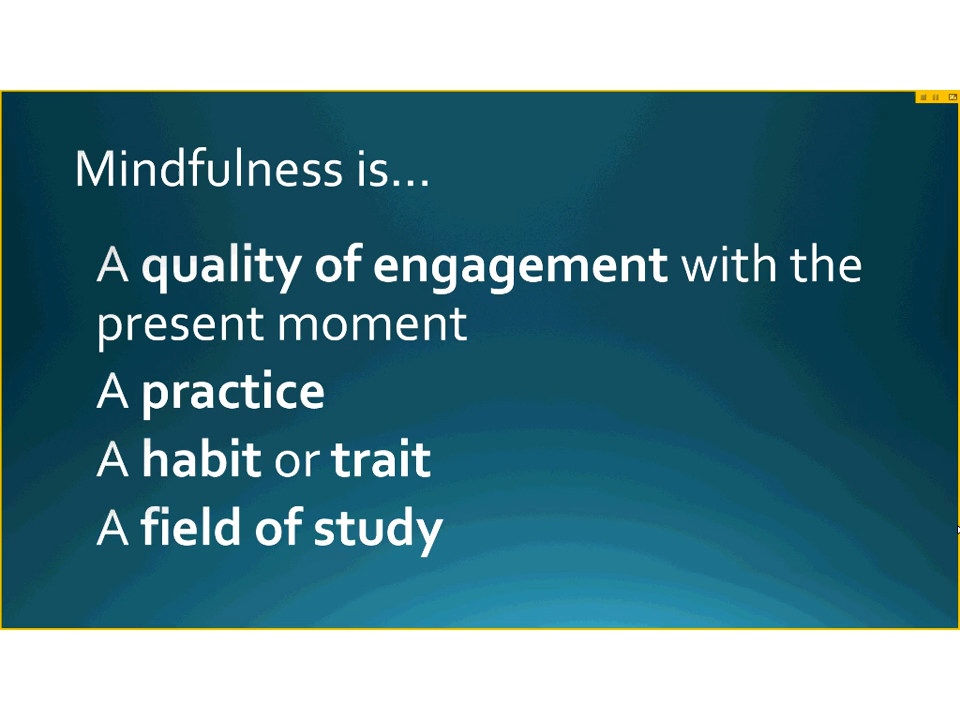 Mindfulness is...
A quality of engagement with the
present moment
A practice
A habit or trait
A field of study